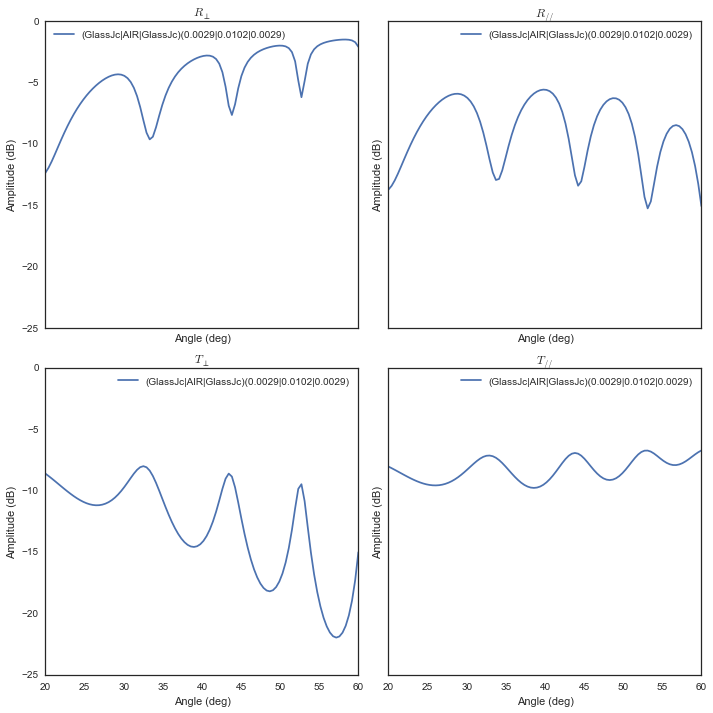 R⊥
R//
(GlassJc|AIR|GlassJc)(0.0029|0.0102|0.0029)
(GlassJc|AIR|GlassJc)(0.0029|0.0102|0.0029)
0
−5
−10
−15
−20
−25
Amplitude (dB)
Amplitude (dB)
Angle (deg)
Angle (deg)
T⊥
T//
(GlassJc|AIR|GlassJc)(0.0029|0.0102|0.0029)
(GlassJc|AIR|GlassJc)(0.0029|0.0102|0.0029)
0
−5
−10
−15
−20
−25
Amplitude (dB)
Amplitude (dB)
20 25 30 35 40 45 50 55 60
20 25 30 35 40 45 50 55 60
Angle (deg)
Angle (deg)